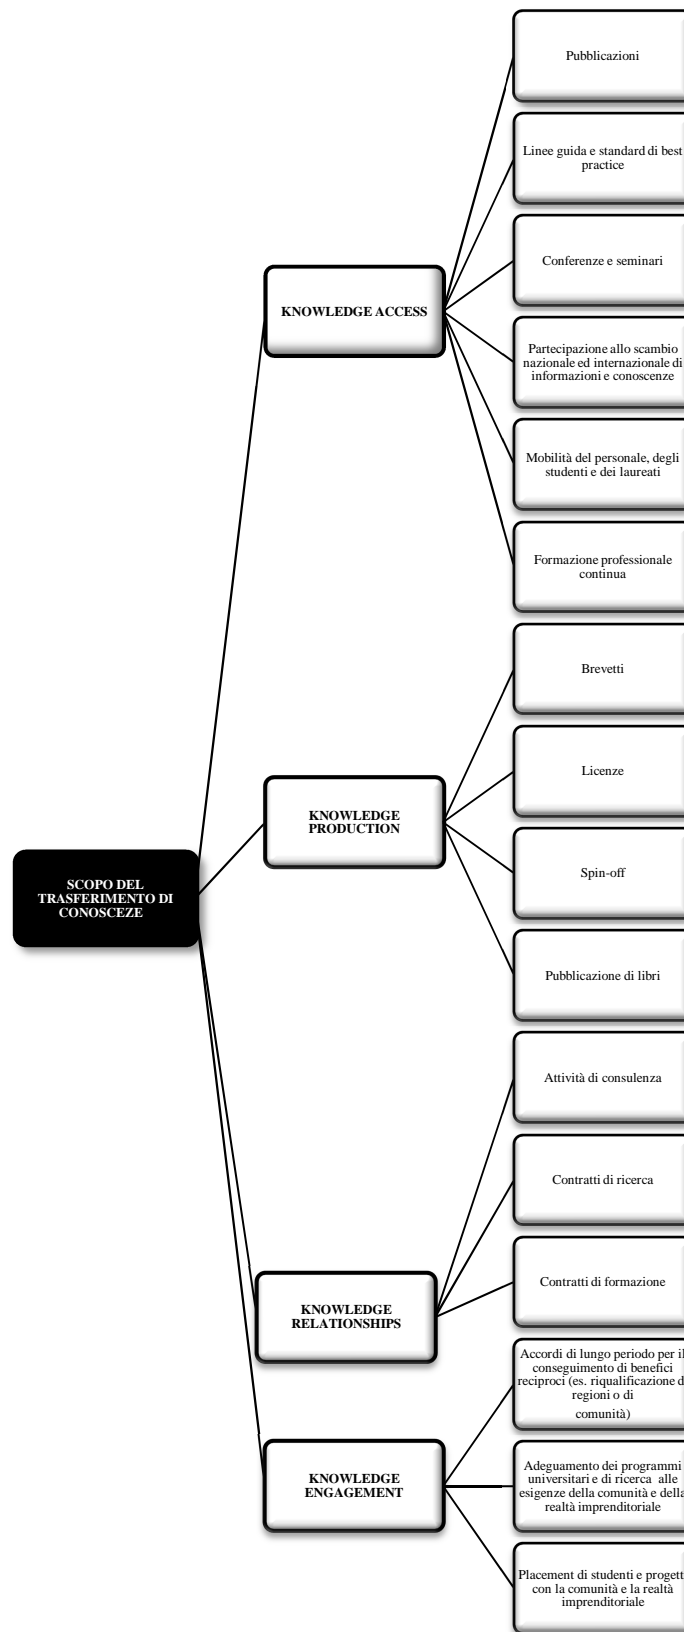 Pubblicazioni
Linee guida e standard di best
practice
Conferenze e seminari
KNOWLEDGE ACCESS
Partecipazione allo scambio
nazionale ed internazionale di
informazioni e conoscenze
Mobilità del personale, degli
studenti e dei laureati
Formazione professionale
continua
Brevetti
Licenze
KNOWLEDGE
PRODUCTION
Spin-off
SCOPO DEL
TRASFERIMENTO DI
CONOSCEZE
Pubblicazione di libri
Attività di consulenza
Contratti di ricerca
Contratti di formazione
KNOWLEDGE
RELATIONSHIPS
Accordi di lungo periodo per il
conseguimento di benefici
reciproci (es. riqualificazione d
regioni o di
comunità)
KNOWLEDGE
ENGAGEMENT
Adeguamento dei programmi
universitari e di ricerca alle
esigenze della comunità e della
realtà imprenditoriale
Placement di studenti e progett
con la comunità e la realtà
imprenditoriale